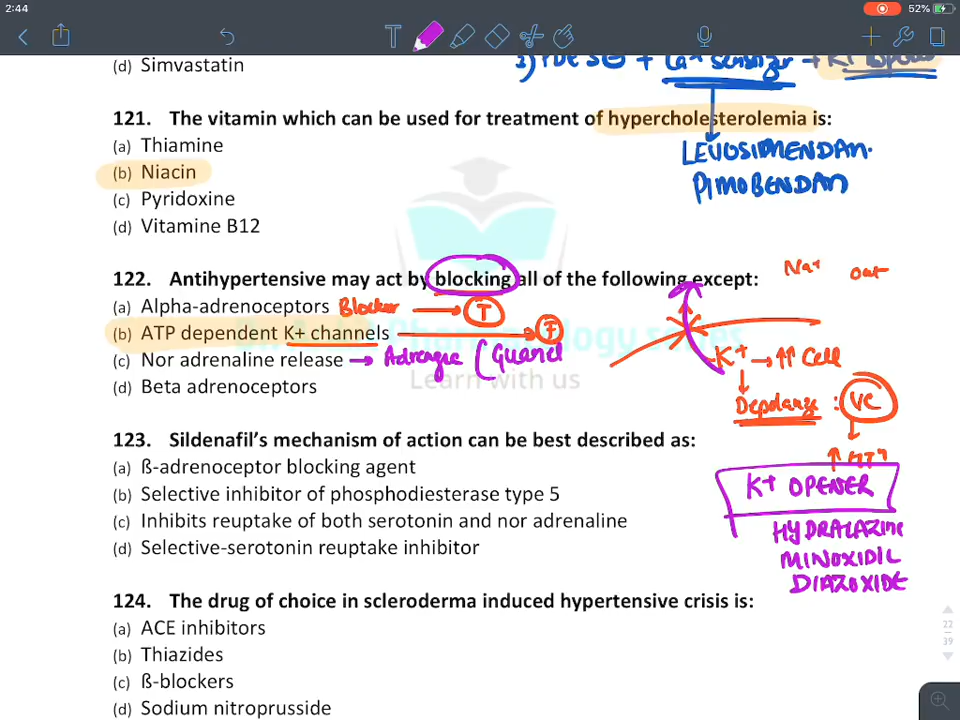 2:44
52%
(d) Simvastatin
121. The vitamin which can be used for treatment of hypercholesterolemia is:
(a) Thiamine
(b) Niacin
(c) Pyridoxine
(d) Vitamine B12
LEVOSIMENDAN
PIMOBENDAN
122. Antihypertensive may act by blocking all of the following except:
(a) Alpha-adrenoceptors Blocker → T
(b) ATP dependent K+ channels → F
(c) Nor adrenaline release →
(d) Beta adrenoceptors
Learn with us
Na+ out
K+ → ↑↑ Cell
: VC
K+ OPENER
HYDRALAZINE
MINOXIDIL
DIAZOXIDE
123. Sildenafil's mechanism of action can be best described as:
(a) ß-adrenoceptor blocking agent
(b) Selective inhibitor of phosphodiesterase type 5
(c) Inhibits reuptake of both serotonin and nor adrenaline
(d) Selective-serotonin reuptake inhibitor
124. The drug of choice in scleroderma induced hypertensive crisis is:
(a) ACE inhibitors
(b) Thiazides
(c) ß-blockers
(d) Sodium nitroprusside
22
39